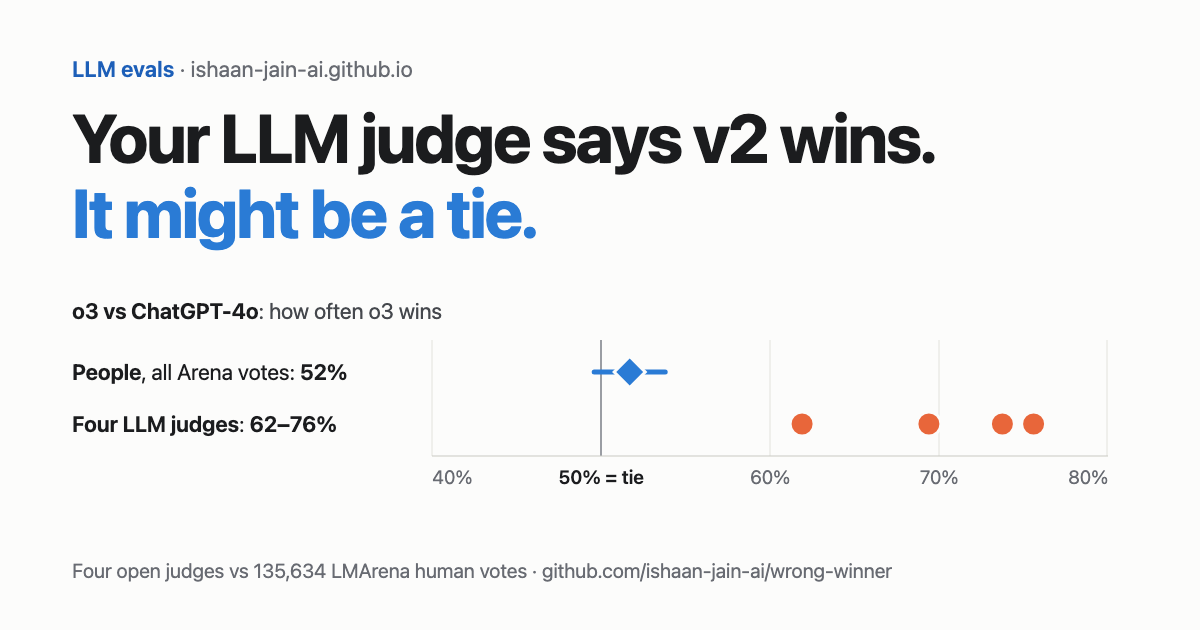 LLM evals · ishaan-jain-ai.github.io
Your LLM judge says v2 wins.
It might be a tie.
o3 vs ChatGPT-4o: how often o3 wins
People, all Arena votes: 52%
Four LLM judges: 62–76%
40% 50% = tie 60% 70% 80%
Four open judges vs 135,634 LMArena human votes · github.com/ishaan-jain-ai/wrong-winner